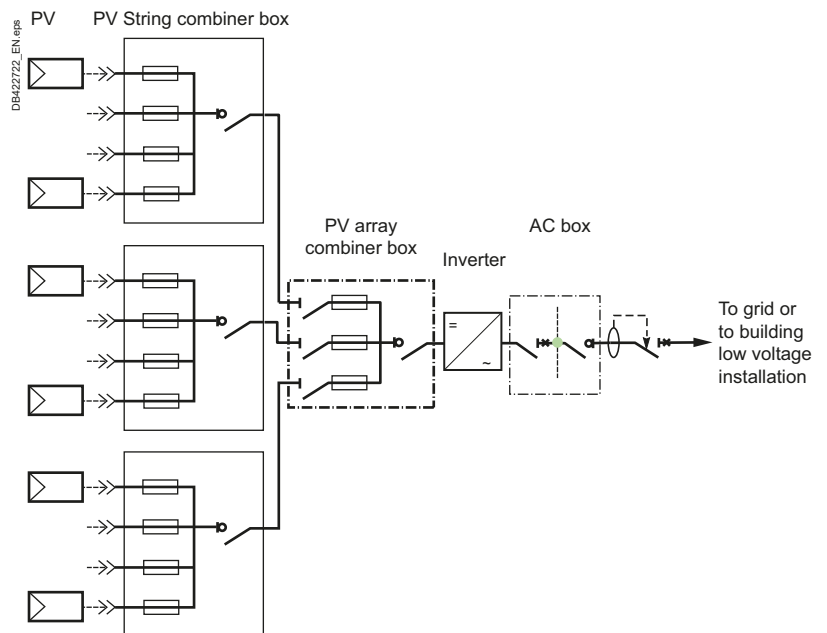 DB422722_EN.eps
PV
PV String combiner box
PV array
combiner box
Inverter
AC box
=
~
To grid or
to building
low voltage
installation